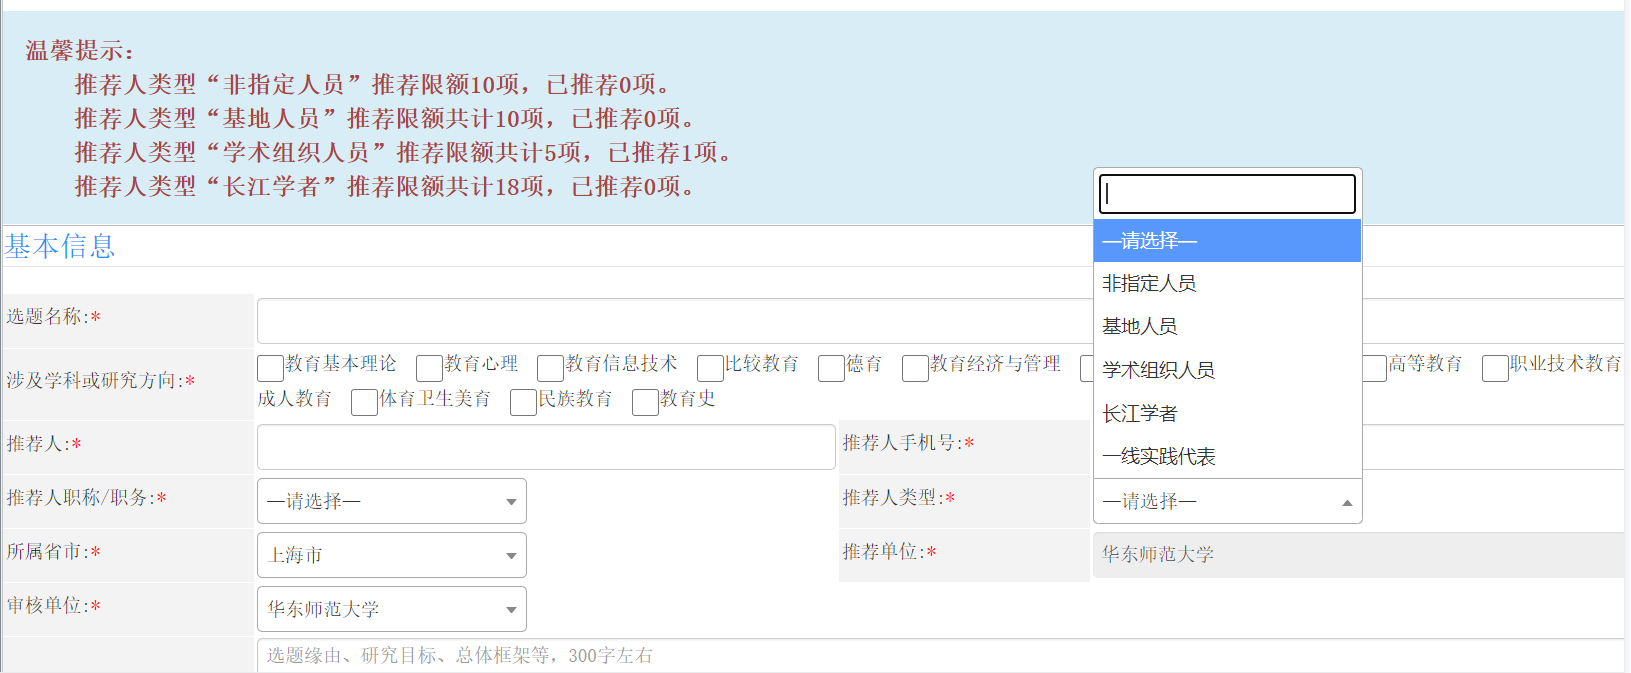 温馨提示：
推荐人类型“非指定人员”推荐限额10项，已推荐0项。
推荐人类型“基地人员”推荐限额共计10项，已推荐0项。
推荐人类型“学术组织人员”推荐限额共计5项，已推荐1项。
推荐人类型“长江学者”推荐限额共计18项，已推荐0项。
基本信息
—请选择—
非指定人员
基地人员
学术组织人员
长江学者
一线实践代表
选题名称:*
涉及学科或研究方向:*
教育基本理论 教育心理 教育信息技术 比较教育 德育 教育经济与管理 高等教育 职业技术教育
成人教育 体育卫生美育 民族教育 教育史
推荐人:* 推荐人手机号:*
推荐人职称/职务:* —请选择— 推荐人类型:* —请选择—
所属省市:* 上海市 推荐单位:* 华东师范大学
审核单位:* 华东师范大学
选题缘由、研究目标、总体框架等，300字左右